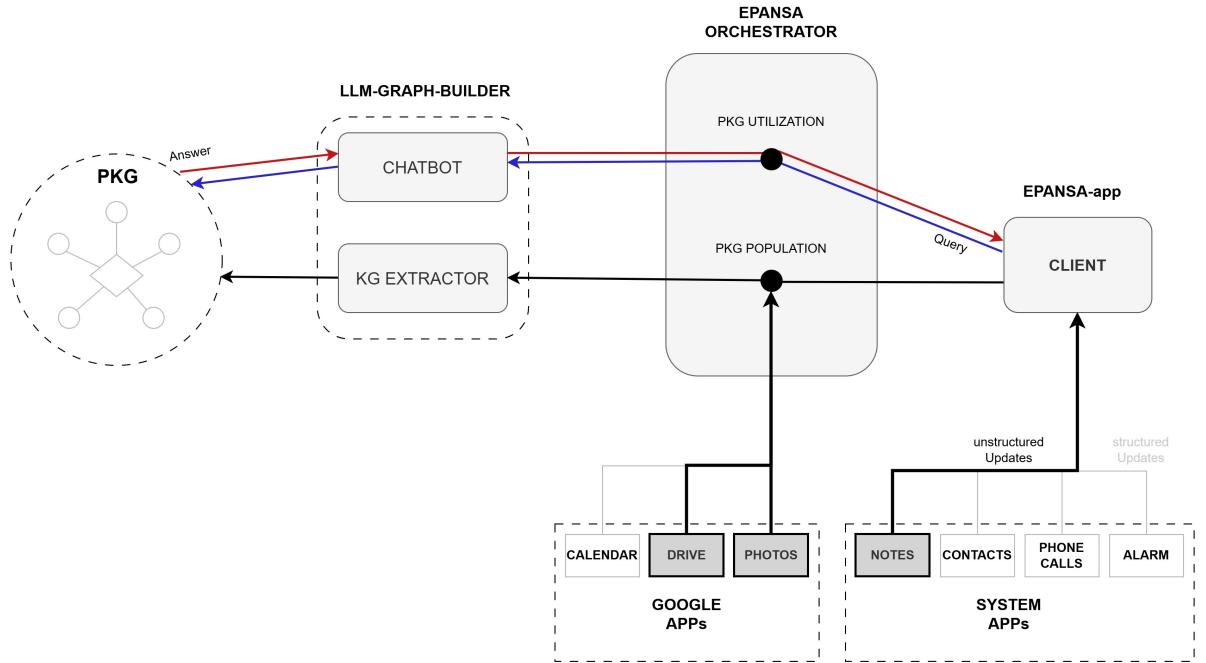 EPANSA
ORCHESTRATOR
LLM-GRAPH-BUILDER
PKG UTILIZATION
Answer
CHATBOT
PKG
EPANSA-app
Query
PKG POPULATION
CLIENT
KG EXTRACTOR
unstructured
Updates
structured
Updates
CALENDAR
DRIVE
PHOTOS
NOTES
CONTACTS
PHONE
CALLS
ALARM
GOOGLE
APPs
SYSTEM
APPs